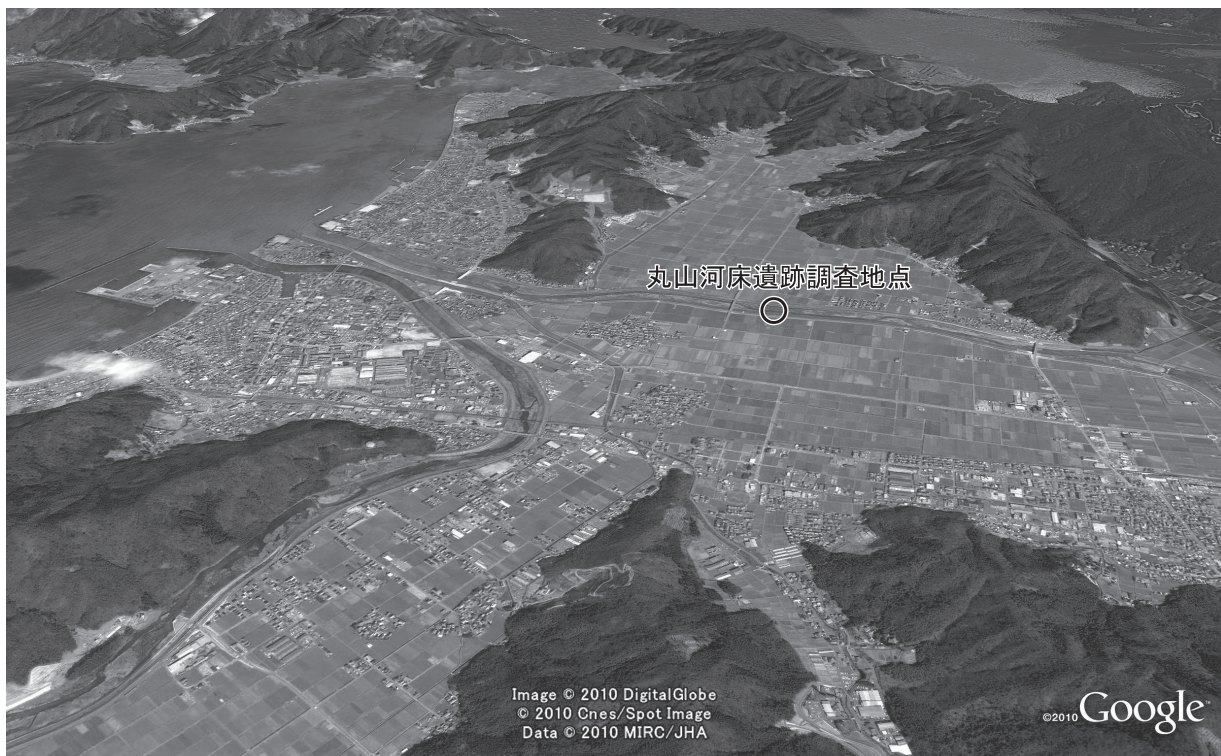 丸山河床遺跡調査地点
Image © 2010 DigitalGlobe
© 2010 Cnes/Spot Image
Data © 2010 MIRC/JHA
©2010 Google™